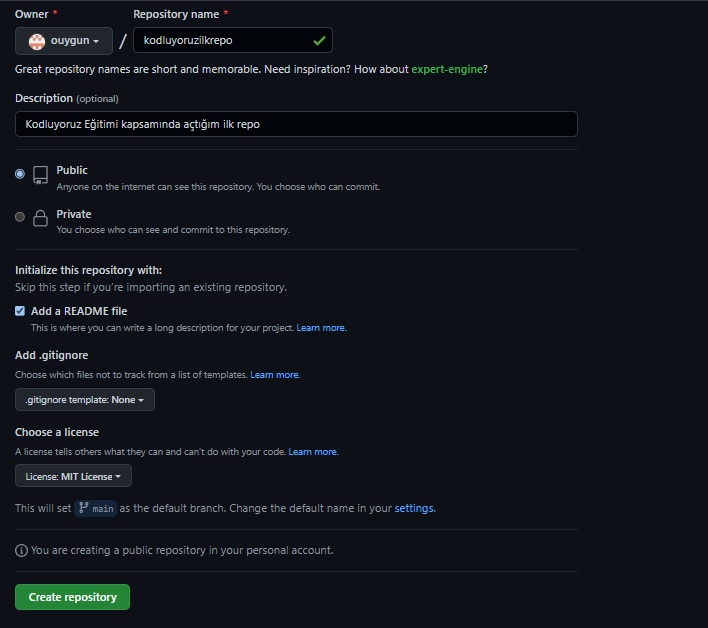 Owner * Repository name *
ouygun / kodluyoruzilkrepo
Great repository names are short and memorable. Need inspiration? How about expert-engine?
Description (optional)
Kodluyoruz Eğitimi kapsamında açtığım ilk repo
Public
Anyone on the internet can see this repository. You choose who can commit.
Private
You choose who can see and commit to this repository.
Initialize this repository with:
Skip this step if you're importing an existing repository.
Add a README file
This is where you can write a long description for your project. Learn more.
Add .gitignore
Choose which files not to track from a list of templates. Learn more.
.gitignore template: None
Choose a license
A license tells others what they can and can't do with your code. Learn more.
License: MIT License
This will set main as the default branch. Change the default name in your settings.
You are creating a public repository in your personal account.
Create repository